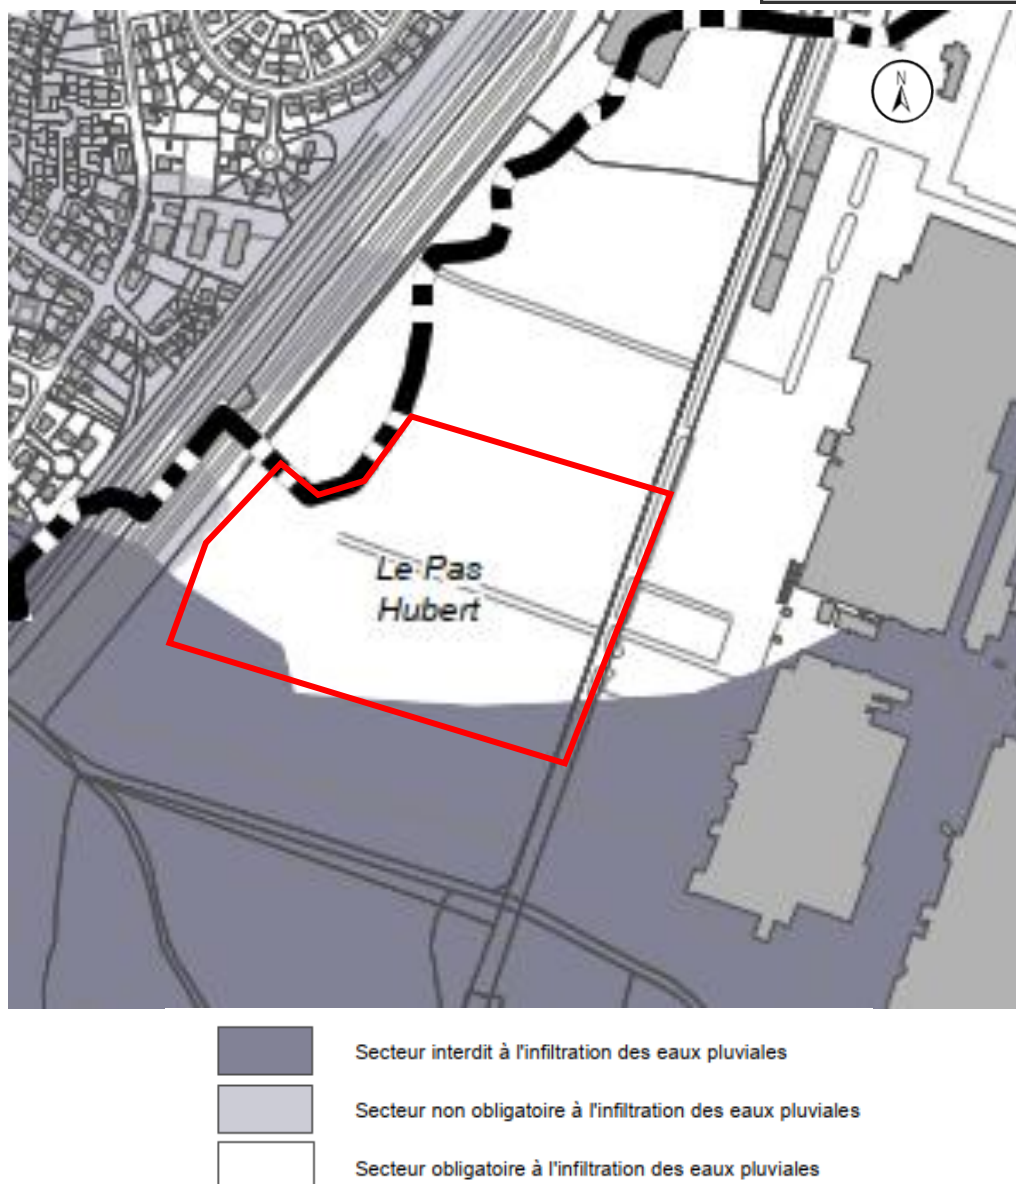 N
Le Pas
Hubert
Secteur interdit à l'infiltration des eaux pluviales
Secteur non obligatoire à l'infiltration des eaux pluviales
Secteur obligatoire à l'infiltration des eaux pluviales